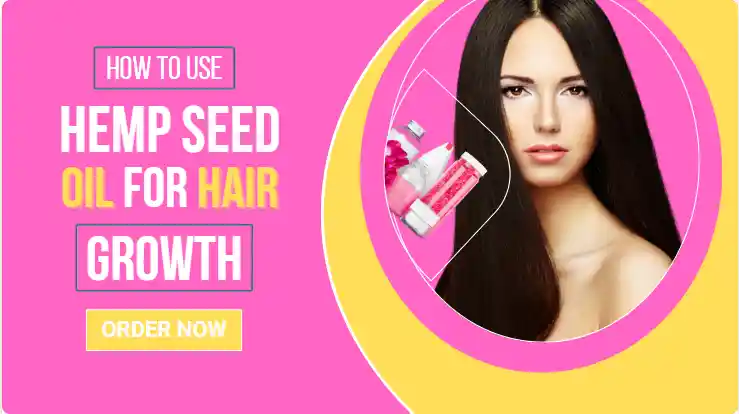 HOW TO USE
HEMP SEED
OIL FOR HAIR
GROWTH
ORDER NOW